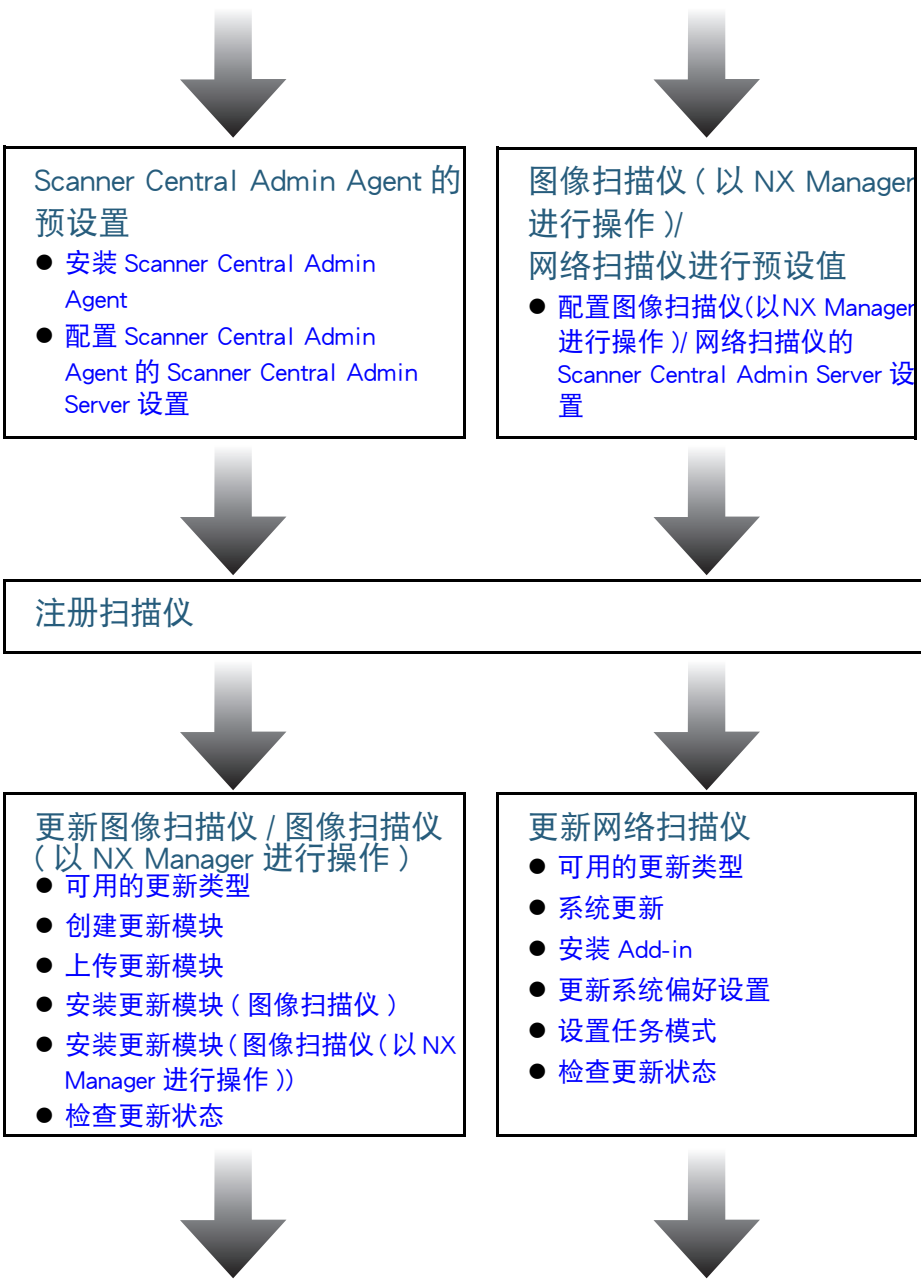 Scanner Central Admin Agent 的
预设置
● 安装 Scanner Central Admin
Agent
● 配置 Scanner Central Admin
Agent 的 Scanner Central Admin
Server 设置
图像扫描仪 ( 以 NX Manager
进行操作 )/
网络扫描仪进行预设值
● 配置图像扫描仪(以NX Manager
进行操作 )/ 网络扫描仪的
Scanner Central Admin Server 设
置
注册扫描仪
更新图像扫描仪 / 图像扫描仪
( 以 NX Manager 进行操作 )
● 可用的更新类型
● 创建更新模块
● 上传更新模块
● 安装更新模块 ( 图像扫描仪 )
● 安装更新模块 ( 图像扫描仪 ( 以 NX
Manager 进行操作 ))
● 检查更新状态
更新网络扫描仪
● 可用的更新类型
● 系统更新
● 安装 Add-in
● 更新系统偏好设置
● 设置任务模式
● 检查更新状态